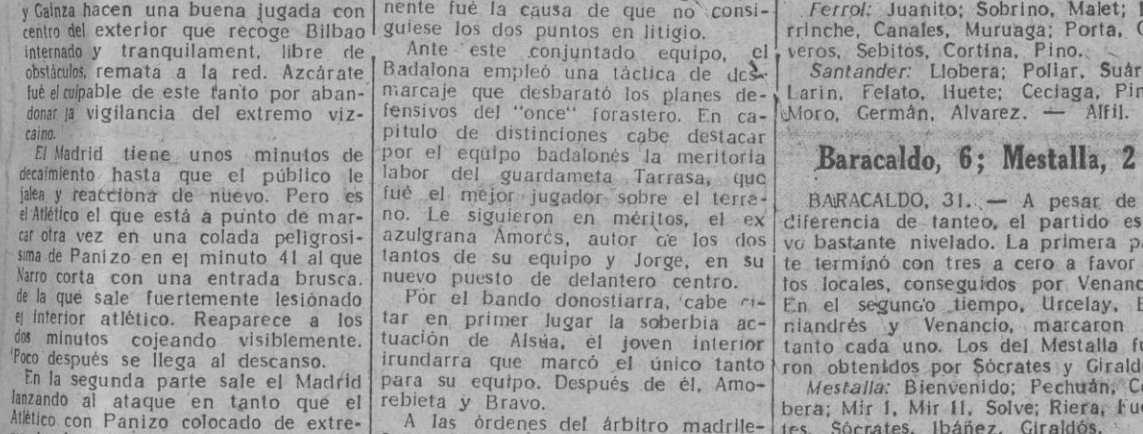 y Gaínza hacen una buena jugada con
centro del exterior que recoge Bilbao
internado y tranquilament, libre de
obstáculos, remata a la red. Azcárate
fué el culpable de este tanto por aban-
donar la vigilancia del extremo viz-
caíno.
El Madrid tiene unos minutos de
decaimiento hasta que el público le
jalea y reacciona de nuevo. Pero es
el Atlético el que está a punto de mar-
car otra vez en una colada peligrosí-
sima de Panizo en el minuto 41 al que
Narro corta con una entrada brusca.
de la que sale fuertemente lesionado
el interior atlético. Reaparece a los
dos minutos cojeando visiblemente.
Poco después se llega al descanso.
En la segunda parte sale el Madrid
lanzando al ataque en tanto que el
Atlético con Panizo colocado de extre-
nente fué la causa de que no consi-
guiese los dos puntos en litigio.
Ante este conjuntado equipo, el
Badalona empleó una táctica de des-
marcaje que desbarató los planes de-
fensivos del "once" forastero. En ca-
pítulo de distinciones cabe destacar
por el equipo badalonés la meritoria
labor del guardameta Tarrasa, que
fué el mejor jugador sobre el terre-
no. Le siguieron en méritos, el ex
azulgrana Amorós, autor de los dos
tantos de su equipo y Jorge, en su
nuevo puesto de delantero centro.
Por el bando donostiarra, cabe ci-
tar en primer lugar la soberbia ac-
tuación de Alsúa, el joven interior
irundarra que marcó el único tanto
para su equipo. Después de él, Amo-
rebieta y Bravo.
A las órdenes del árbitro madrile-
Ferrol: Juanito; Sobrino, Malet;
rrinche, Canales, Muruaga; Porta,
veros, Sebitos, Cortina, Pino.
Santander: Llobera; Pollar, Suár
Larin, Felato, Huete; Ceciaga, Pin
Moro, Germán, Alvarez. — Alfil.
Baracaldo, 6; Mestalla, 2
BARACALDO, 31. — A pesar de
diferencia de tanteo, el partido es
vo bastante nivelado. La primera p
te terminó con tres a cero a favor
los locales, conseguidos por Venanc
En el segundo tiempo, Urcelay,
niandrés y Venancio, marcaron
tanto cada uno. Los del Mestalla fu
ron obtenidos por Sócrates y Girald
Mestalla: Bienvenido; Pechuán, C
bera; Mir I, Mir II, Solve; Riera, Fu
tes, Sócrates, Ibáñez, Giraldós.